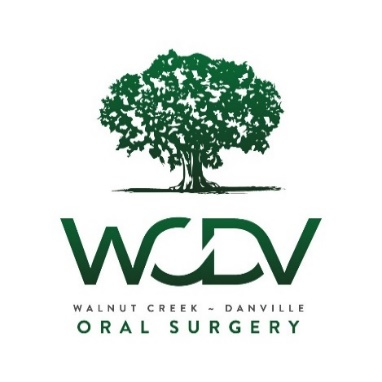 WCDV
WALNUT CREEK ~ DANVILLE
ORAL SURGERY